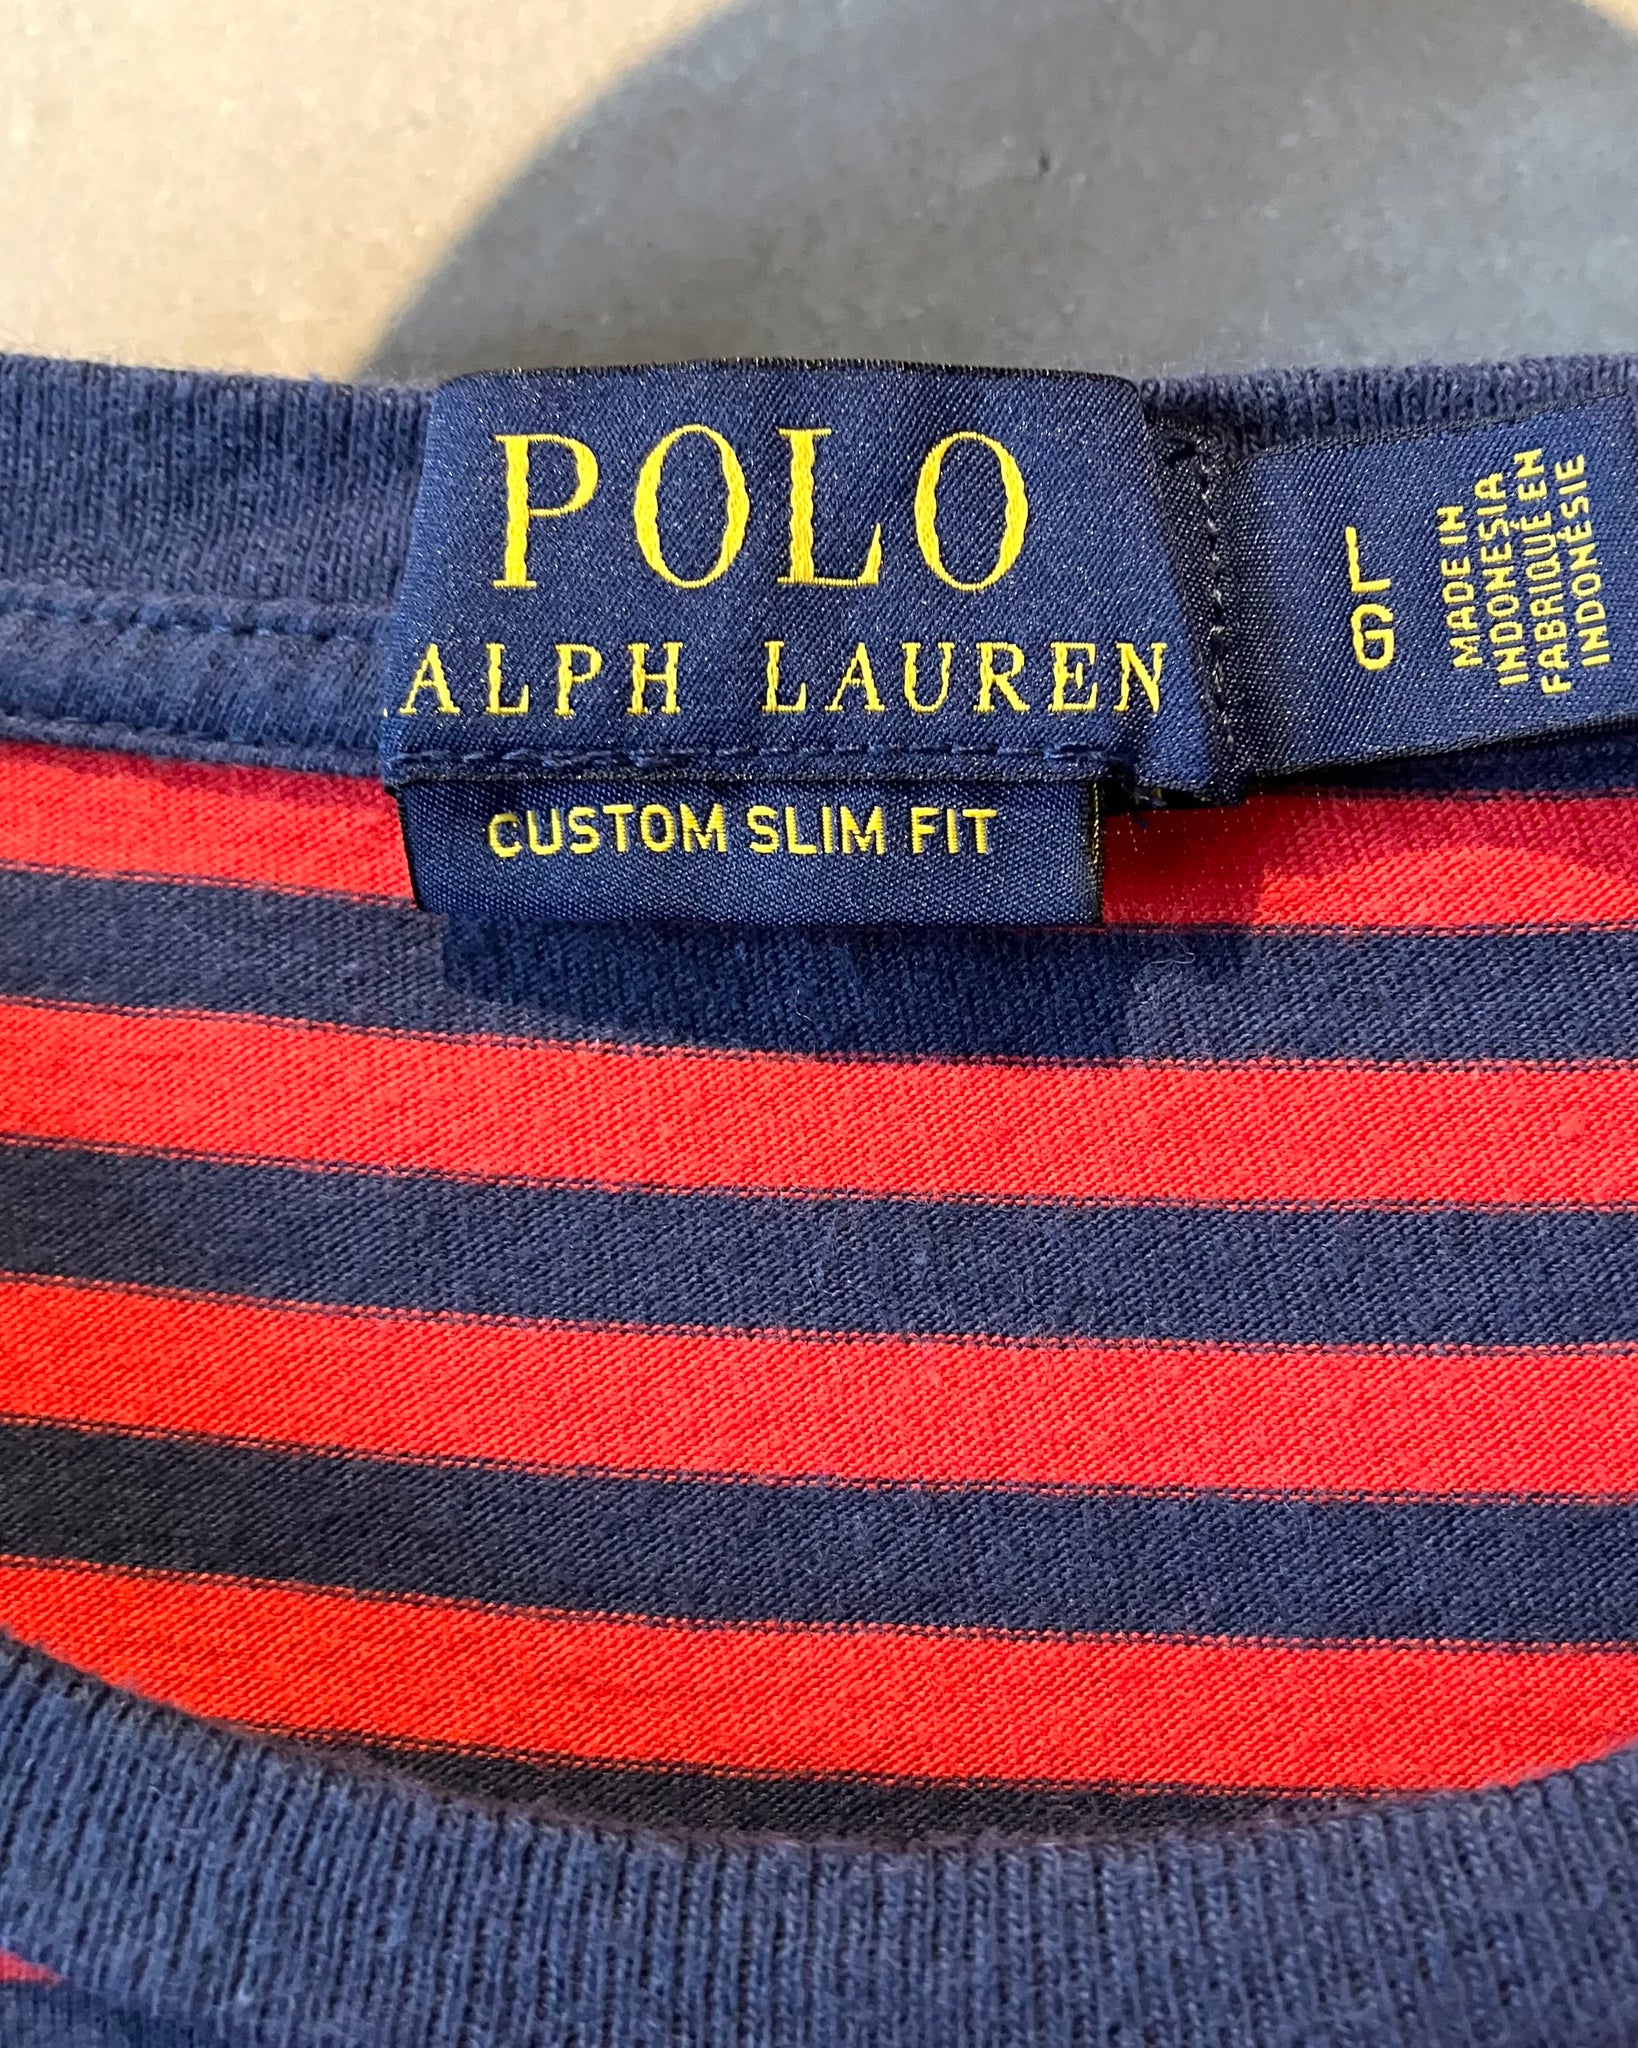 POLO
ALPH LAUREN
CUSTOM SLIM FIT
L
G
MADE IN
INDONESIA
FABRIQUÉ EN
INDONÉSIE